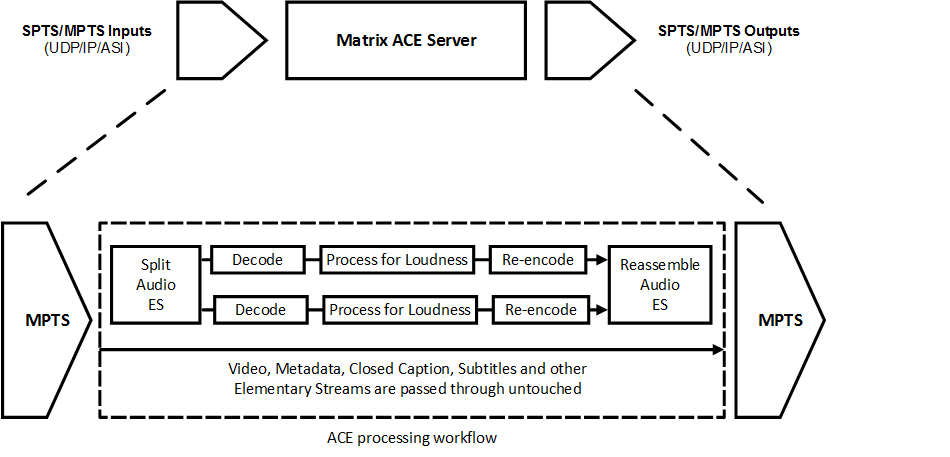 SPTS/MPTS Inputs
(UDP/IP/ASI)
Matrix ACE Server
SPTS/MPTS Outputs
(UDP/IP/ASI)
MPTS
Split
Audio
ES
Decode
Process for Loudness
Re-encode
Decode
Process for Loudness
Re-encode
Reassemble
Audio
ES
MPTS
Video, Metadata, Closed Caption, Subtitles and other
Elementary Streams are passed through untouched
ACE processing workflow